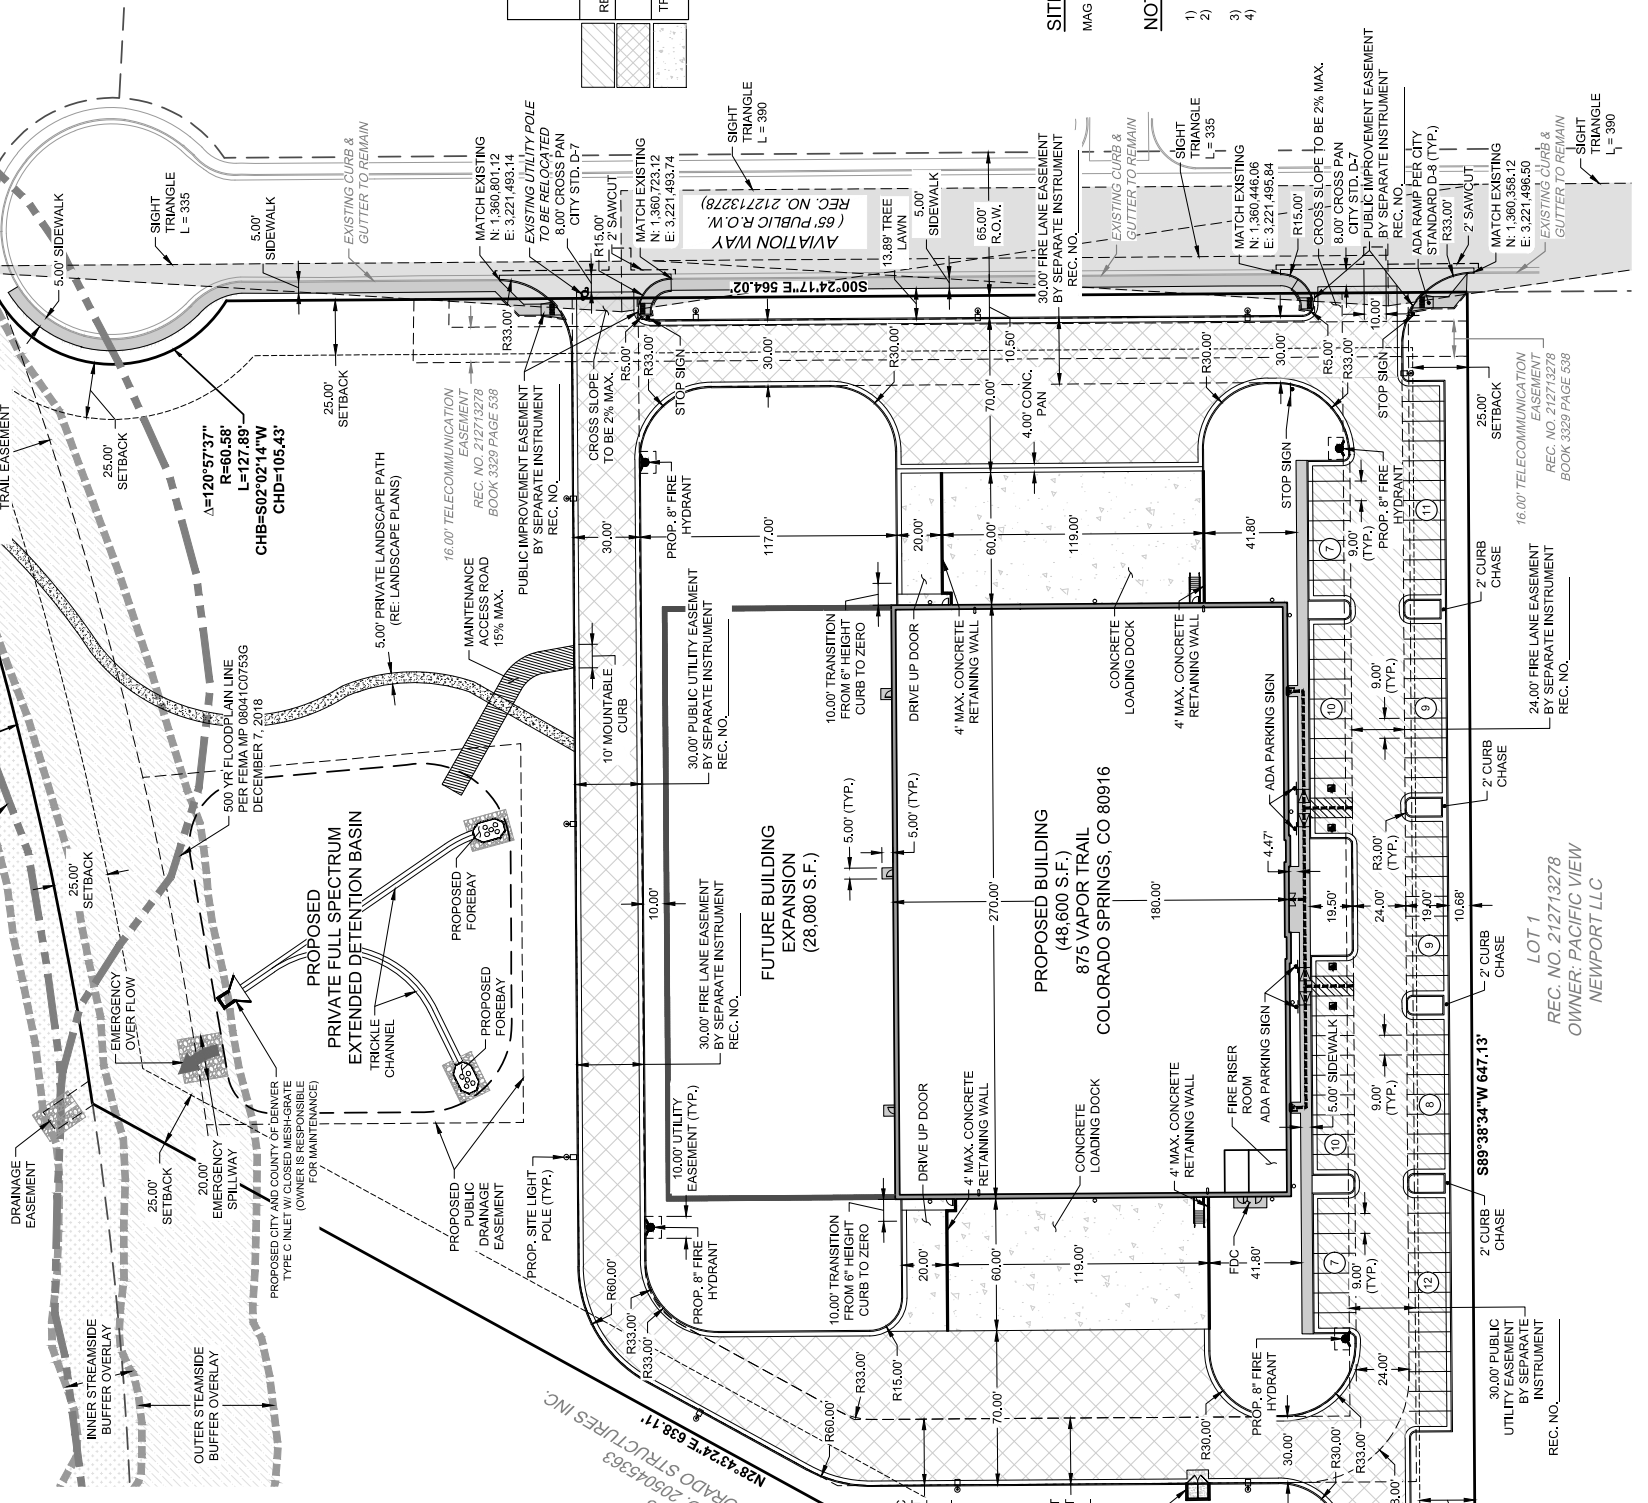 SITE
MAG
NOT
1)
2)
3)
4)
RE
TR
TRAIL EASEMENT
5.00' SIDEWALK
SIGHT
TRIANGLE
L = 335
5.00'
SIDEWALK
EXISTING CURB &
GUTTER TO REMAIN
MATCH EXISTING
N: 1,360,801.12
E: 3,221,493.14
EXISTING UTILITY POLE
TO BE RELOCATED
8.00' CROSS PAN
CITY STD. D-7
R15.00'
2' SAWCUT
MATCH EXISTING
N: 1,360,723.12
E: 3,221,493.74
SIGHT
TRIANGLE
L = 390
AVIATION WAY
( 65' PUBLIC R.O.W.
REC. NO. 212713278)
13.89' TREE
LAWN
5.00'
SIDEWALK
65.00'
R.O.W.
30.00' FIRE LANE EASEMENT
BY SEPARATE INSTRUMENT
REC. NO.
EXISTING CURB &
GUTTER TO REMAIN
SIGHT
TRIANGLE
L = 335
MATCH EXISTING
N: 1,360,446.06
E: 3,221,495.84
R15.00'
CROSS SLOPE TO BE 2% MAX.
8.00' CROSS PAN
CITY STD. D-7
PUBLIC IMPROVEMENT EASEMENT
BY SEPARATE INSTRUMENT
REC. NO.
ADA RAMP PER CITY
STANDARD D-8 (TYP.)
R33.00'
2' SAWCUT
MATCH EXISTING
N: 1,360,358.12
E: 3,221,496.50
EXISTING CURB &
GUTTER TO REMAIN
SIGHT
TRIANGLE
L = 390
S00°24'17"E 564.02'
25.00'
SETBACK
25.00'
SETBACK
Δ=120°57'37"
R=60.58'
L=127.89'
CHB=S02°02'14"W
CHD=105.43'
16.00' TELECOMMUNICATION
EASEMENT
REC. NO. 212713278
BOOK 3329 PAGE 538
R33.00'
PUBLIC IMPROVEMENT EASEMENT
BY SEPARATE INSTRUMENT
REC. NO.
CROSS SLOPE
TO BE 2% MAX.
R5.00'
R33.00'
STOP SIGN
30.00'
R30.00'
10.50'
70.00'
4.00' CONC.
PAN
R30.00'
30.00'
R5.00'
R33.00'
10.00'
STOP SIGN
STOP SIGN
25.00'
SETBACK
16.00' TELECOMMUNICATION
EASEMENT
REC. NO. 212713278
BOOK 3329 PAGE 538
5.00' PRIVATE LANDSCAPE PATH
(RE: LANDSCAPE PLANS)
MAINTENANCE
ACCESS ROAD
15% MAX.
30.00'
PROP. 8" FIRE
HYDRANT
117.00'
20.00'
60.00'
119.00'
41.80'
7
9.00'
(TYP.)
PROP. 8" FIRE
HYDRANT
11
2' CURB
CHASE
24.00' FIRE LANE EASEMENT
BY SEPARATE INSTRUMENT
REC. NO.
500 YR FLOODPLAIN LINE
PER FEMA MP 08041C0753G
DECEMBER 7, 2018
10' MOUNTABLE
CURB
30.00' PUBLIC UTILITY EASEMENT
BY SEPARATE INSTRUMENT
REC. NO.
10.00' TRANSITION
FROM 6" HEIGHT
CURB TO ZERO
DRIVE UP DOOR
4' MAX. CONCRETE
RETAINING WALL
CONCRETE
LOADING DOCK
4' MAX. CONCRETE
RETAINING WALL
ADA PARKING SIGN
10
9.00'
(TYP.)
9
2' CURB
CHASE
25.00'
SETBACK
PROPOSED
PRIVATE FULL SPECTRUM
EXTENDED DETENTION BASIN
TRICKLE
CHANNEL
PROPOSED
FOREBAY
PROPOSED
FOREBAY
10.00'
FUTURE BUILDING
EXPANSION
(28,080 S.F.)
5.00' (TYP.)
5.00' (TYP.)
270.00'
PROPOSED BUILDING
(48,600 S.F.)
875 VAPOR TRAIL
COLORADO SPRINGS, CO 80916
180.00'
4.47'
19.50'
R3.00'
(TYP.)
24.00'
19.00'
10.68'
9
2' CURB
CHASE
LOT 1
REC. NO. 212713278
OWNER: PACIFIC VIEW
NEWPORT LLC
EMERGENCY
OVER FLOW
DRAINAGE
EASEMENT
25.00'
SETBACK
20.00'
EMERGENCY
SPILLWAY
PROPOSED CITY AND COUNTY OF DENVER
TYPE C INLET W/ CLOSED MESH-GRATE
(OWNER IS RESPONSIBLE
FOR MAINTENANCE)
PROPOSED
PUBLIC
DRAINAGE
EASEMENT
PROP. SITE LIGHT
POLE (TYP.)
30.00' FIRE LANE EASEMENT
BY SEPARATE INSTRUMENT
REC. NO.
10.00' UTILITY
EASEMENT (TYP.)
DRIVE UP DOOR
4' MAX. CONCRETE
RETAINING WALL
CONCRETE
LOADING DOCK
4' MAX. CONCRETE
RETAINING WALL
FIRE RISER
ROOM
ADA PARKING SIGN
5.00' SIDEWALK
10
9.00'
(TYP.)
8
S89°38'34"W 647.13'
2' CURB
CHASE
INNER STREAMSIDE
BUFFER OVERLAY
OUTER STEAMSIDE
BUFFER OVERLAY
R60.00'
R33.00'
R33.00'
PROP. 8" FIRE
HYDRANT
10.00' TRANSITION
FROM 6" HEIGHT
CURB TO ZERO
20.00'
60.00'
119.00'
FDC
41.80'
7
9.00'
(TYP.)
12
30.00' PUBLIC
UTILITY EASEMENT
BY SEPARATE
INSTRUMENT
REC. NO.
N28°43'24"E 638.11'
RADO STRUCTURES INC.
205045363
R60.00'
R33.00'
R15.00'
70.00'
R30.00'
PROP. 8" FIRE
HYDRANT
30.00'
R30.00'
R33.00'
24.00'